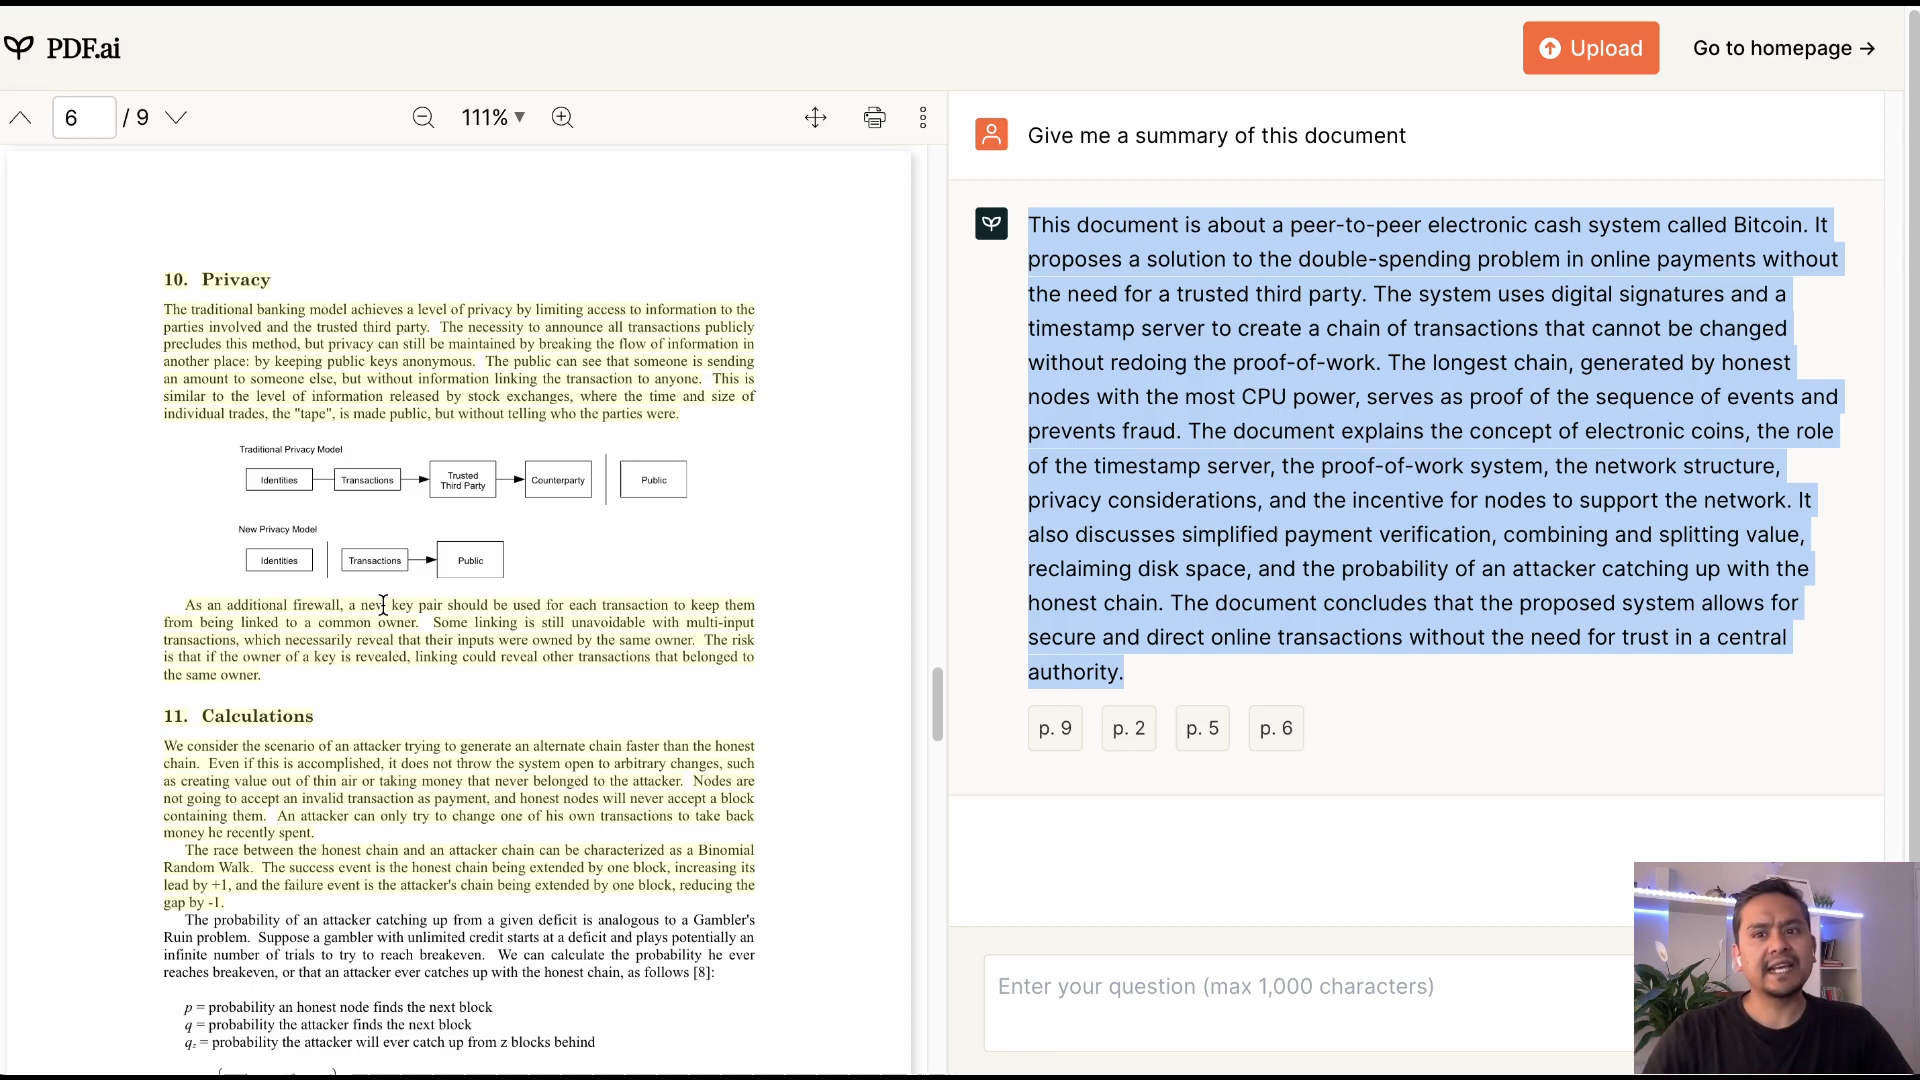 PDF.ai
Upload
Go to homepage →
6 / 9
111%
10. Privacy
The traditional banking model achieves a level of privacy by limiting access to information to the
parties involved and the trusted third party. The necessity to announce all transactions publicly
precludes this method, but privacy can still be maintained by breaking the flow of information in
another place: by keeping public keys anonymous. The public can see that someone is sending
an amount to someone else, but without information linking the transaction to anyone. This is
similar to the level of information released by stock exchanges, where the time and size of
individual trades, the "tape", is made public, but without telling who the parties were.
Traditional Privacy Model
Identities
Transactions
Trusted
Third Party
Counterparty
Public
New Privacy Model
Identities
Transactions
Public
As an additional firewall, a new key pair should be used for each transaction to keep them
from being linked to a common owner. Some linking is still unavoidable with multi-input
transactions, which necessarily reveal that their inputs were owned by the same owner. The risk
is that if the owner of a key is revealed, linking could reveal other transactions that belonged to
the same owner.
11. Calculations
We consider the scenario of an attacker trying to generate an alternate chain faster than the honest
chain. Even if this is accomplished, it does not throw the system open to arbitrary changes, such
as creating value out of thin air or taking money that never belonged to the attacker. Nodes are
not going to accept an invalid transaction as payment, and honest nodes will never accept a block
containing them. An attacker can only try to change one of his own transactions to take back
money he recently spent.
The race between the honest chain and an attacker chain can be characterized as a Binomial
Random Walk. The success event is the honest chain being extended by one block, increasing its
lead by +1, and the failure event is the attacker's chain being extended by one block, reducing the
gap by -1.
The probability of an attacker catching up from a given deficit is analogous to a Gambler's
Ruin problem. Suppose a gambler with unlimited credit starts at a deficit and plays potentially an
infinite number of trials to try to reach breakeven. We can calculate the probability he ever
reaches breakeven, or that an attacker ever catches up with the honest chain, as follows [8]:
p = probability an honest node finds the next block
q = probability the attacker finds the next block
qz = probability the attacker will ever catch up from z blocks behind
Give me a summary of this document
This document is about a peer-to-peer electronic cash system called Bitcoin. It
proposes a solution to the double-spending problem in online payments without
the need for a trusted third party. The system uses digital signatures and a
timestamp server to create a chain of transactions that cannot be changed
without redoing the proof-of-work. The longest chain, generated by honest
nodes with the most CPU power, serves as proof of the sequence of events and
prevents fraud. The document explains the concept of electronic coins, the role
of the timestamp server, the proof-of-work system, the network structure,
privacy considerations, and the incentive for nodes to support the network. It
also discusses simplified payment verification, combining and splitting value,
reclaiming disk space, and the probability of an attacker catching up with the
honest chain. The document concludes that the proposed system allows for
secure and direct online transactions without the need for trust in a central
authority.
p. 9 p. 2 p. 5 p. 6
Enter your question (max 1,000 characters)